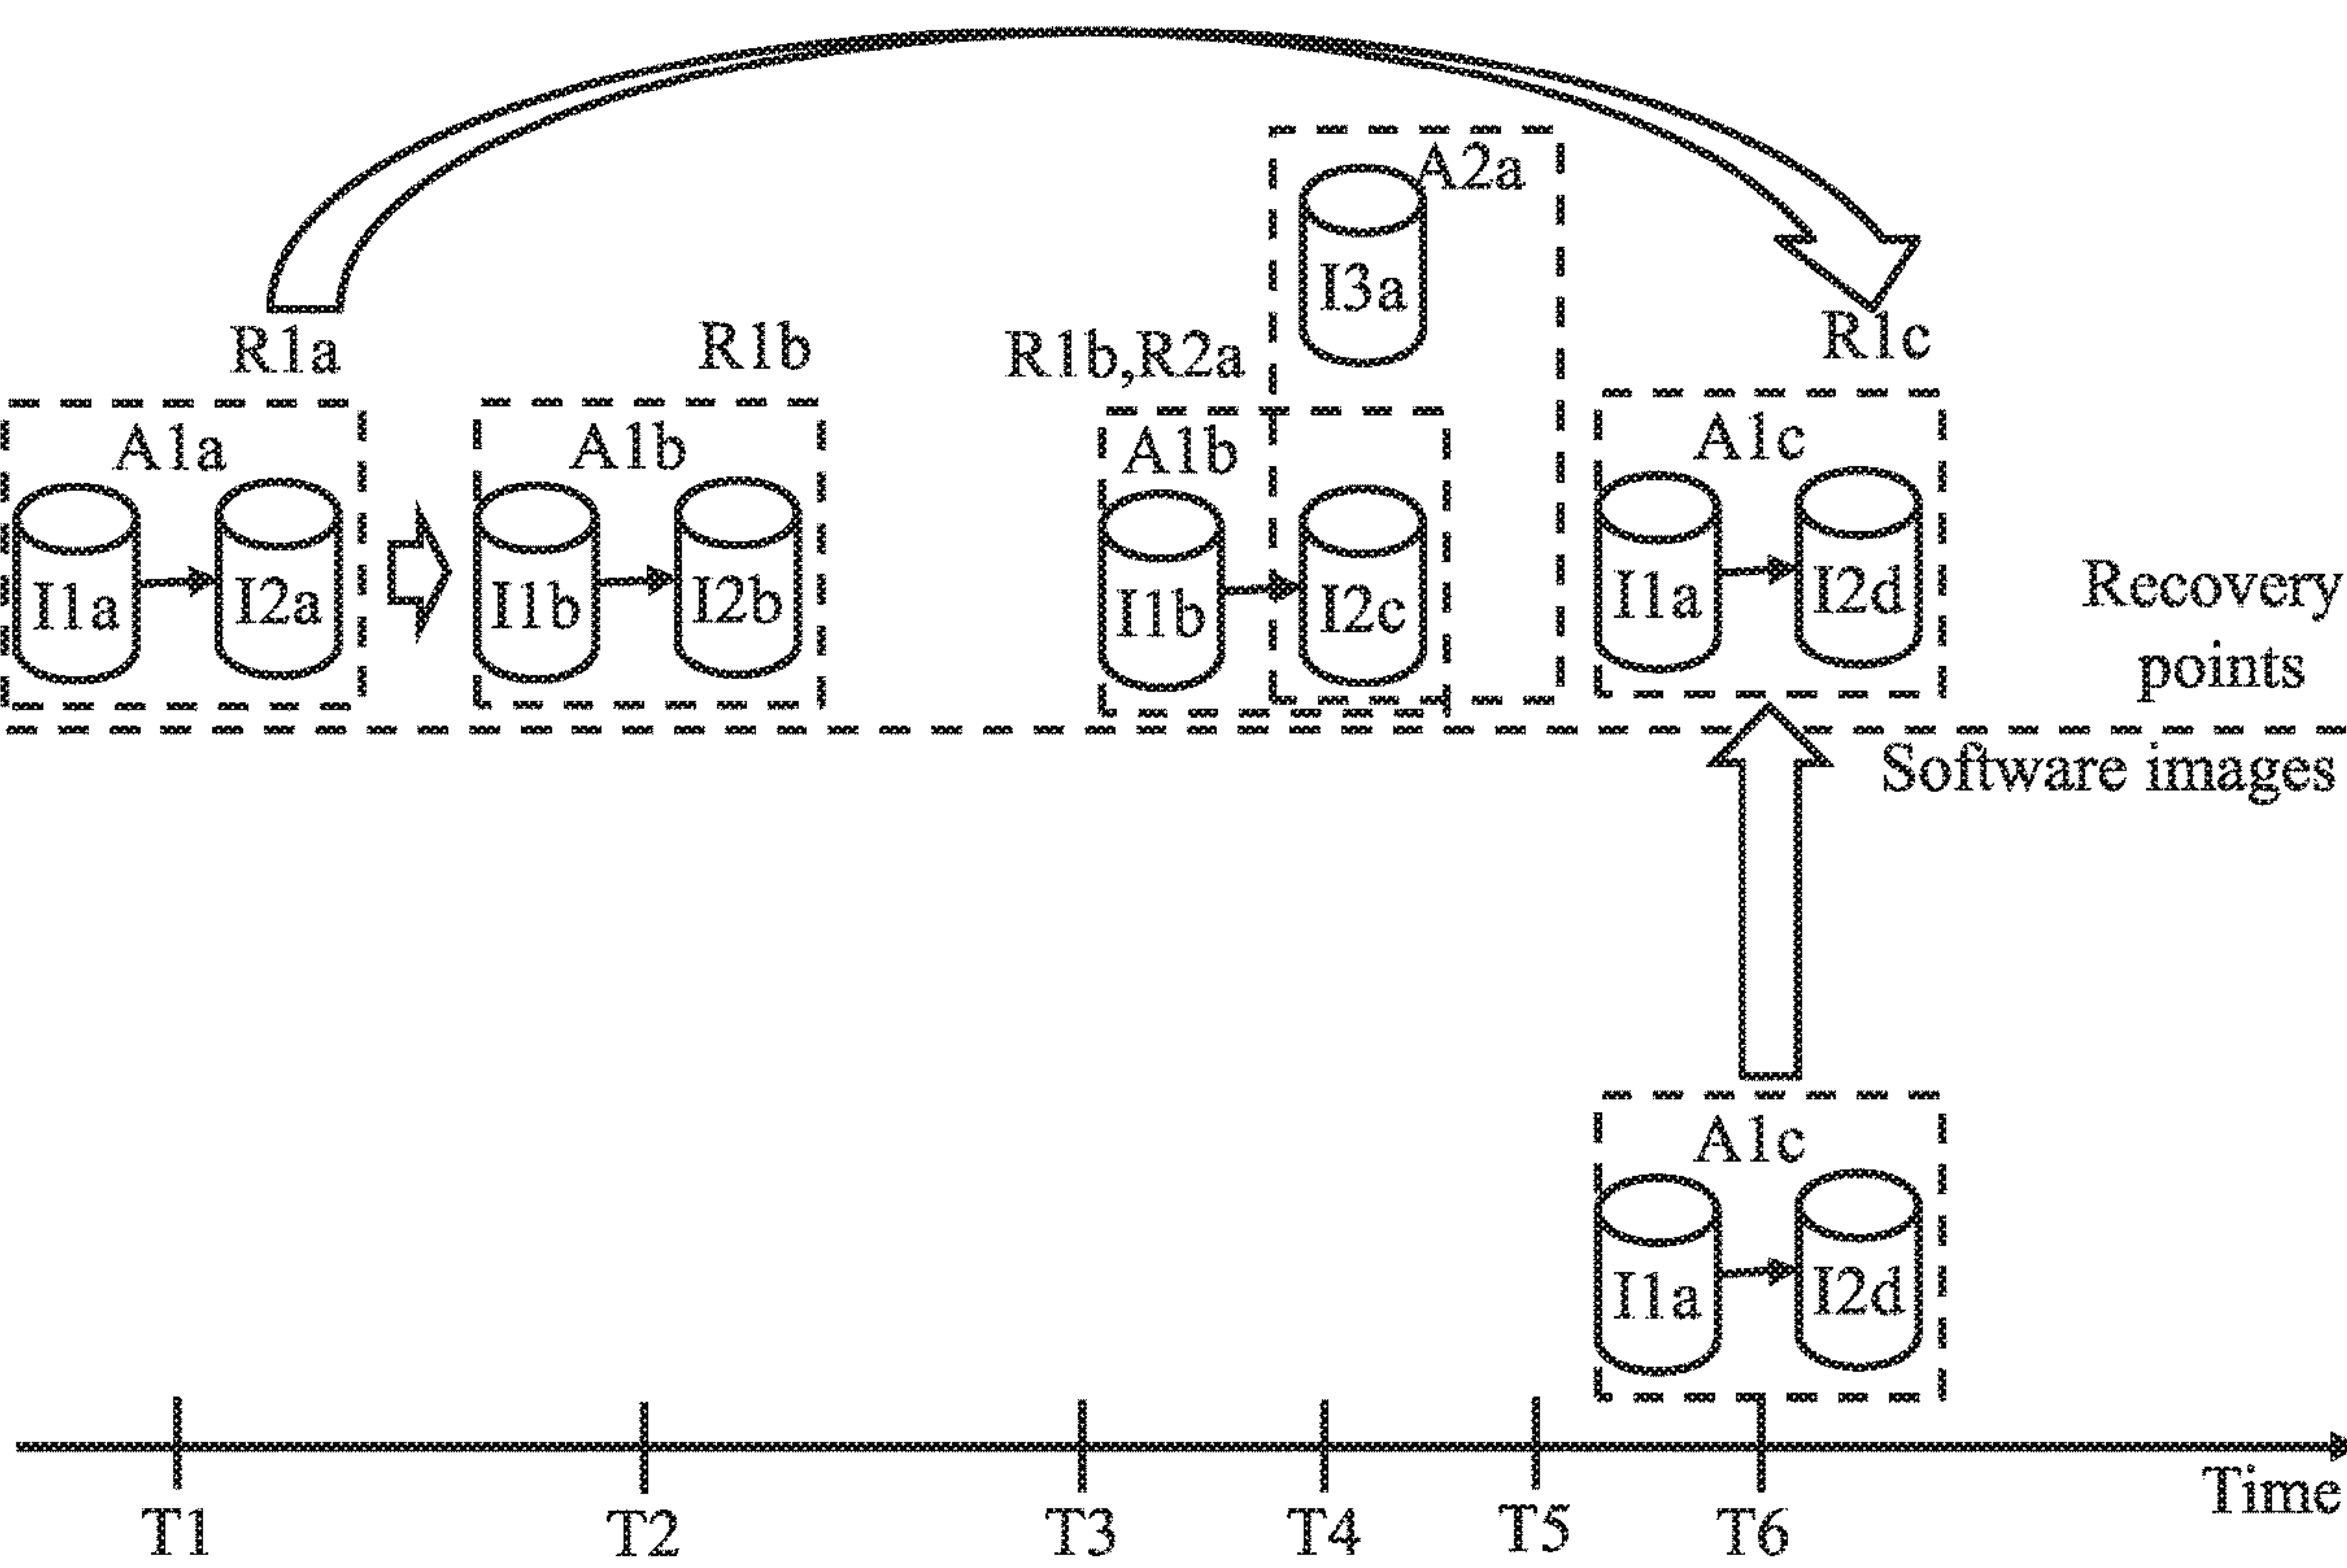 A2a
I3a
R1a
R1b
R1b,R2a
R1c
A1a
A1b
A1b
A1c
I1a
I2a
I1b
I2b
I1b
I2c
I1a
I2d
Recovery
points
Software images
A1c
I1a
I2d
Time
T1
T2
T3
T4
T5
T6